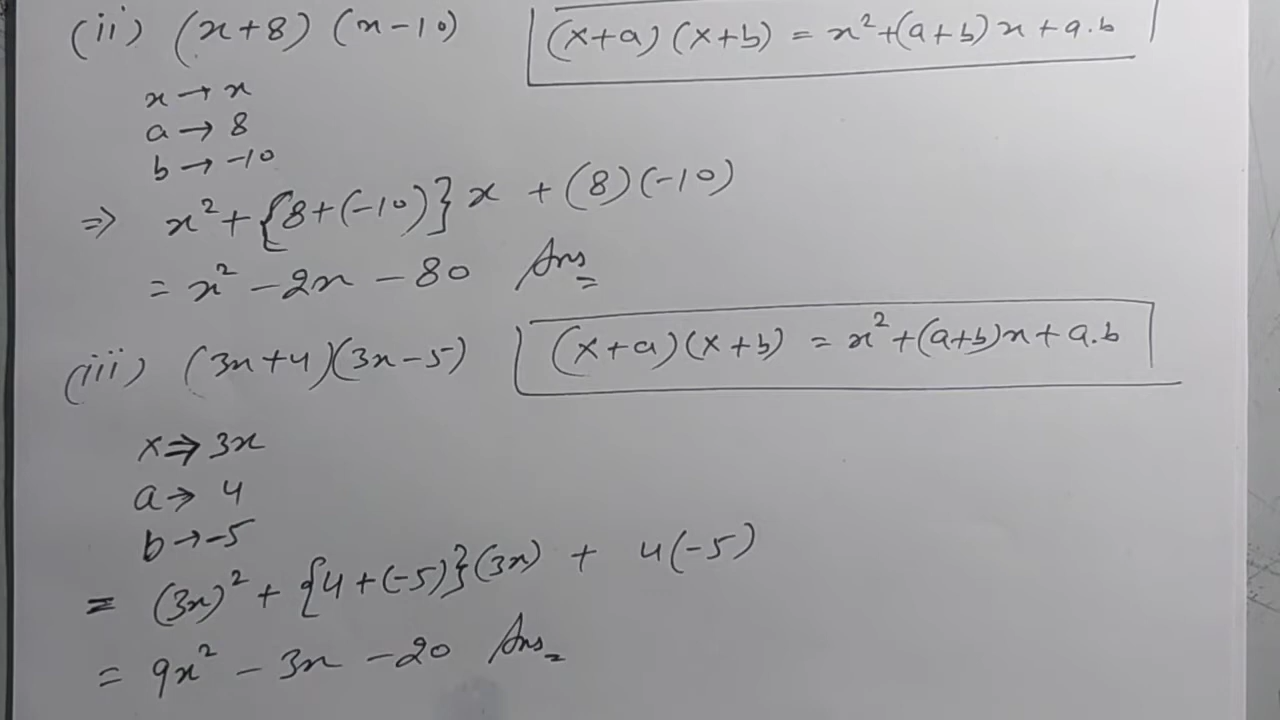 (ii) (x+8) (x-10) (x+a) (x+b) = x²+(a+b)x+a.b
x→x
a→8
b→-10
⇒ x²+{8+(-10)}x + (8)(-10)
= x² -2x -80 Ans
(iii) (3x+4)(3x-5) (x+a)(x+b) = x²+(a+b)x+a.b
x⇒3x
a→4
b→-5
= (3x)² + {4+(-5)}(3x) + 4(-5)
= 9x² - 3x -20 Ans